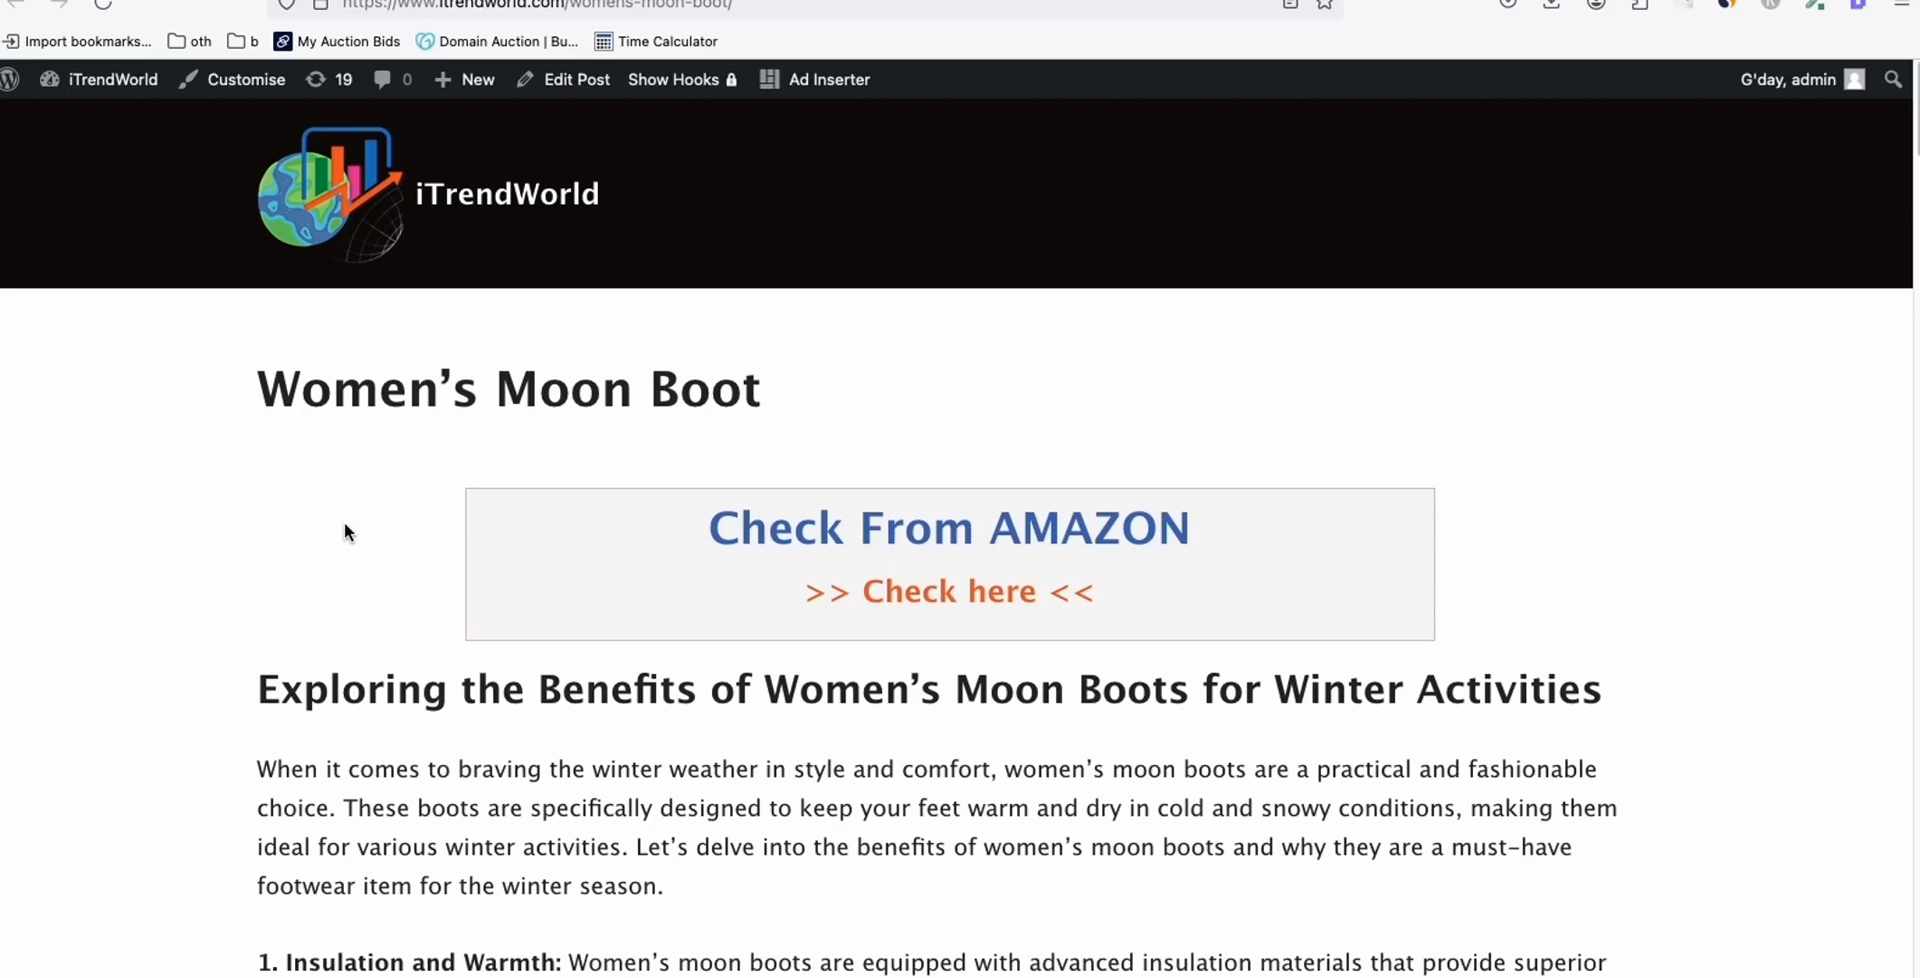 https://www.itrendworld.com/womens-moon-boot/
Import bookmarks... oth b My Auction Bids Domain Auction | Bu... Time Calculator
iTrendWorld Customise 19 0 New Edit Post Show Hooks Ad Inserter G'day, admin
iTrendWorld
Women’s Moon Boot
Check From AMAZON
>> Check here <<
Exploring the Benefits of Women’s Moon Boots for Winter Activities
When it comes to braving the winter weather in style and comfort, women’s moon boots are a practical and fashionable
choice. These boots are specifically designed to keep your feet warm and dry in cold and snowy conditions, making them
ideal for various winter activities. Let’s delve into the benefits of women’s moon boots and why they are a must-have
footwear item for the winter season.
1. Insulation and Warmth: Women’s moon boots are equipped with advanced insulation materials that provide superior